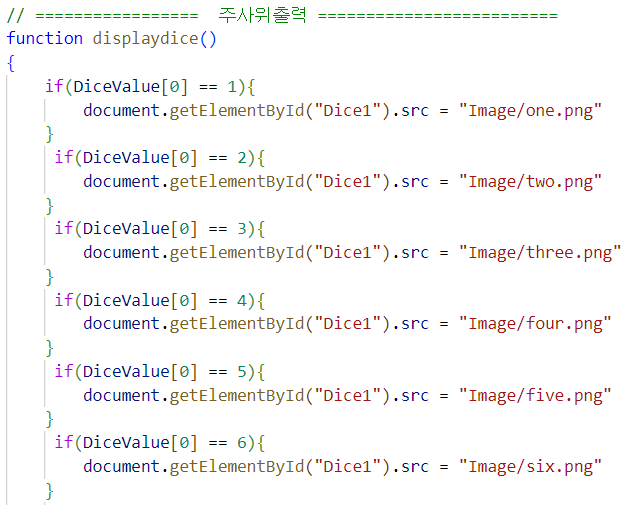 // ================= 주사위출력 =========================
function displaydice()
{
if(DiceValue[0] == 1){
document.getElementById("Dice1").src = "Image/one.png"
}
if(DiceValue[0] == 2){
document.getElementById("Dice1").src = "Image/two.png"
}
if(DiceValue[0] == 3){
document.getElementById("Dice1").src = "Image/three.png"
}
if(DiceValue[0] == 4){
document.getElementById("Dice1").src = "Image/four.png"
}
if(DiceValue[0] == 5){
document.getElementById("Dice1").src = "Image/five.png"
}
if(DiceValue[0] == 6){
document.getElementById("Dice1").src = "Image/six.png"
}